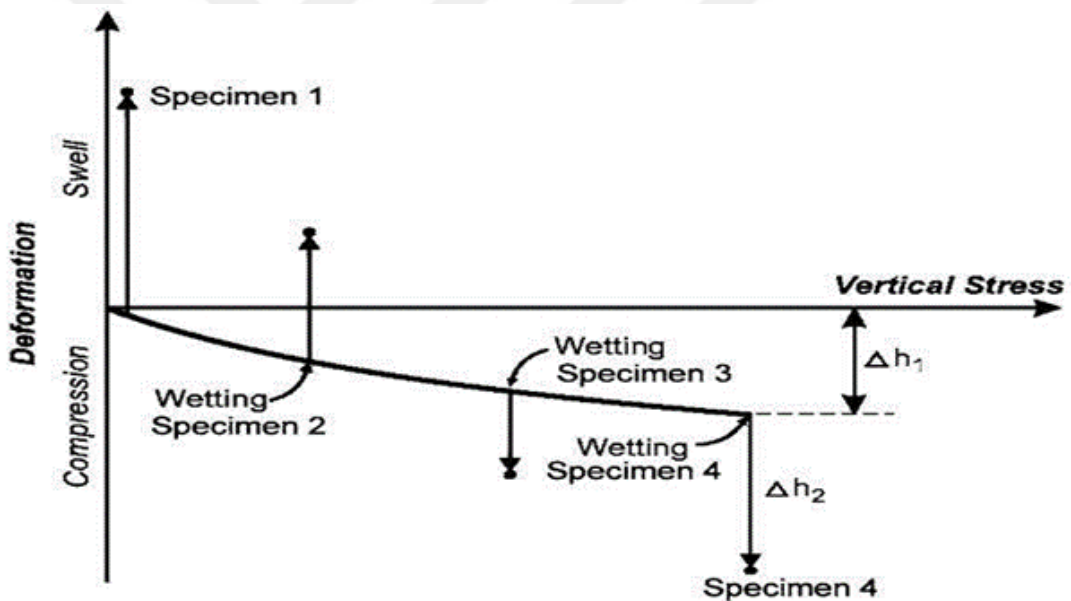 Specimen 1
Swell
Deformation
Vertical Stress
Δh₁
Wetting
Specimen 3
Wetting
Specimen 2
Compression
Wetting
Specimen 4
Δh₂
Specimen 4